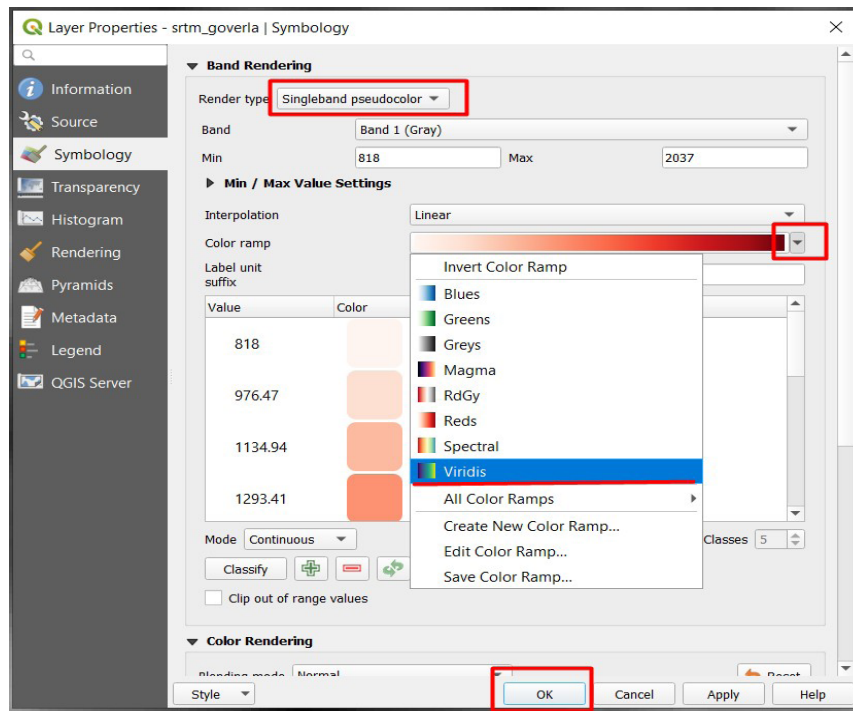 Layer Properties - srtm_goverla | Symbology
Information
Source
Symbology
Transparency
Histogram
Rendering
Pyramids
Metadata
Legend
QGIS Server
Band Rendering
Render type Singleband pseudocolor
Band Band 1 (Gray)
Min 818 Max 2037
Min / Max Value Settings
Interpolation Linear
Color ramp
Label unit
suffix
Value Color
818
976.47
1134.94
1293.41
Invert Color Ramp
Blues
Greens
Greys
Magma
RdGy
Reds
Spectral
Viridis
All Color Ramps
Create New Color Ramp...
Edit Color Ramp...
Save Color Ramp...
Mode Continuous Classes 5
Classify
Clip out of range values
Color Rendering
Blending mode Normal Reset
Style OK Cancel Apply Help